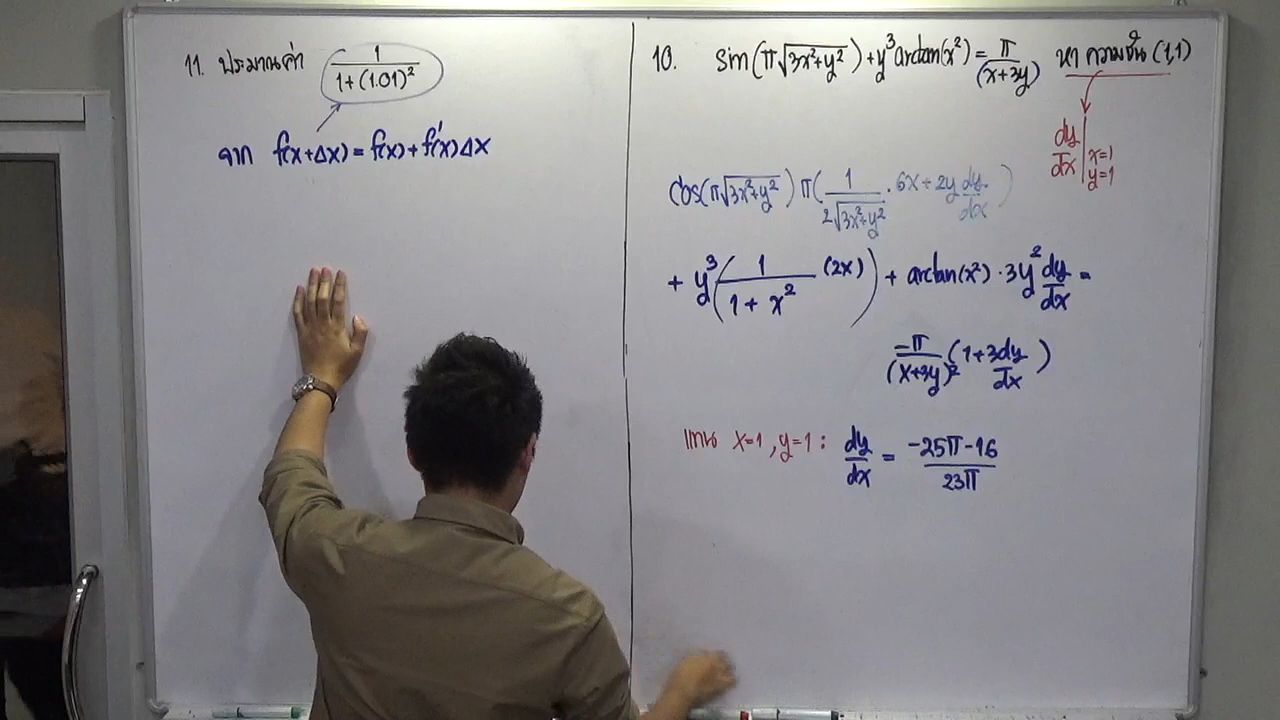 11. ประมาณค่า 1/(1+(1.01)²)
จาก f(x+Δx) = f(x) + f'(x)Δx
10. sin(π√(3x²+y²)) + y³ arctan(x²) = π/(x+3y) หา ความชัน (1,1)
dy/dx | x=1 y=1
cos(π√(3x²+y²)) π( 1/(2√(3x²+y²)) · 6x + 2y dy/dx )
+ y³( 1/(1+x²) (2x) ) + arctan(x²) · 3y² dy/dx =
-π/(x+3y)² (1+3dy/dx )
แทน x=1 , y=1 : dy/dx = (-25π-16)/(23π)